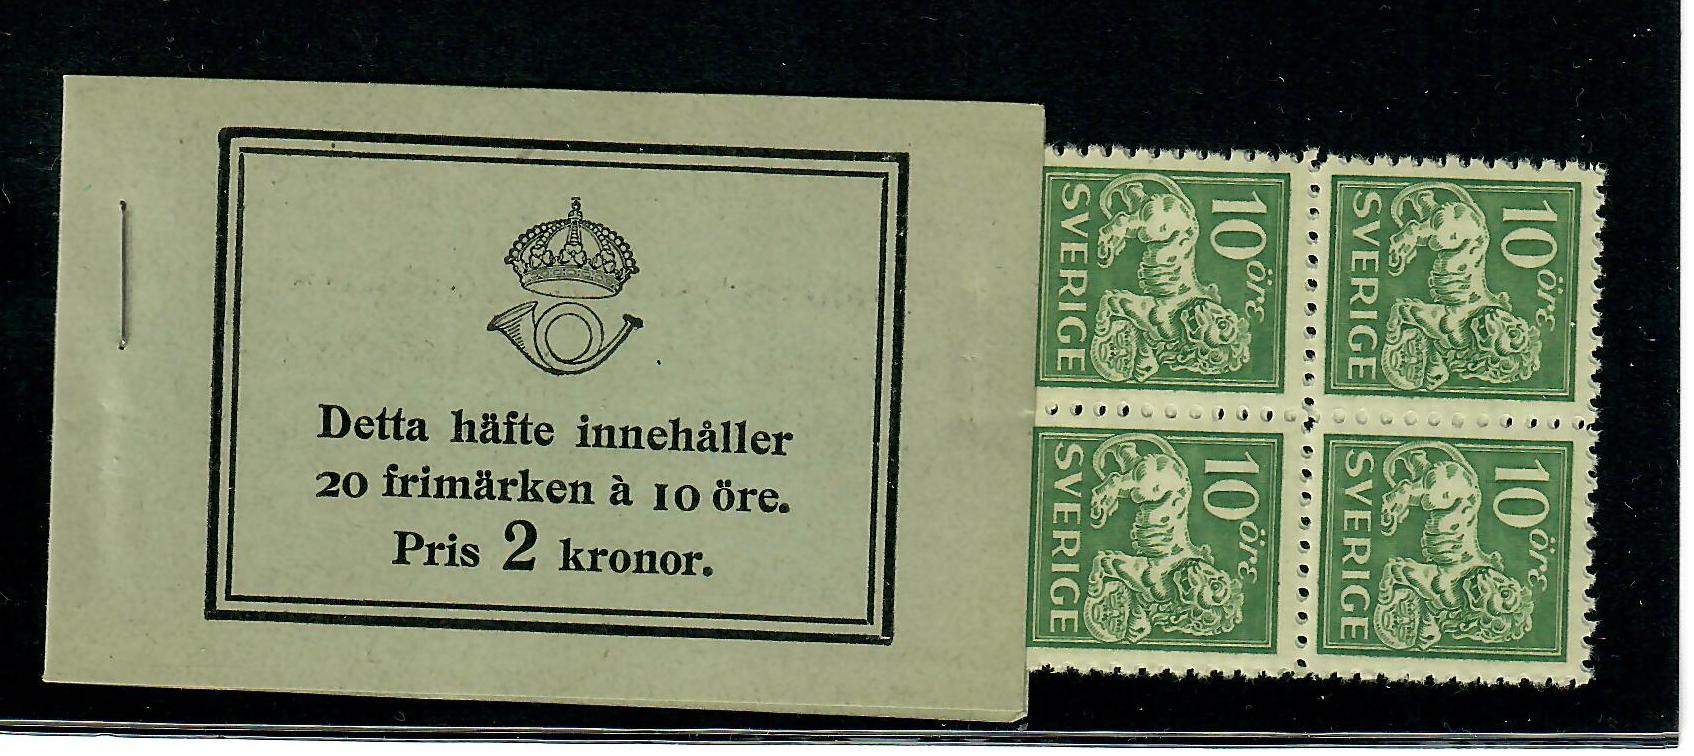 Detta häfte innehåller
20 frimärken à 10 öre.
Pris 2 kronor.
10 öre
SVERIGE
10 öre
SVERIGE
10 öre
SVERIGE
10 öre
SVERIGE